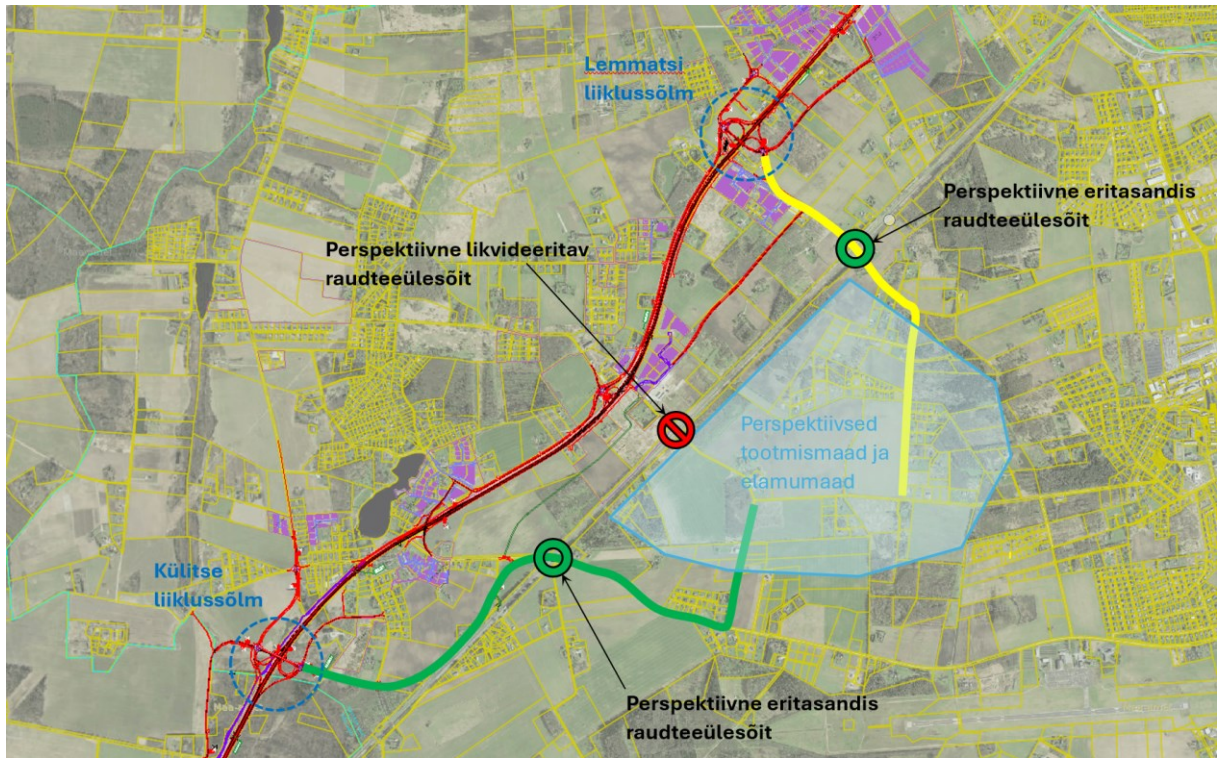 Lemmatsi
liiklussõlm
Perspektiivne eritasandis
raudteeülesõit
Perspektiivne likvideeritav
raudteeülesõit
Perspektiivsed
tootmismaad ja
elamumaad
Külitse
liiklussõlm
Perspektiivne eritasandis
raudteeülesõit